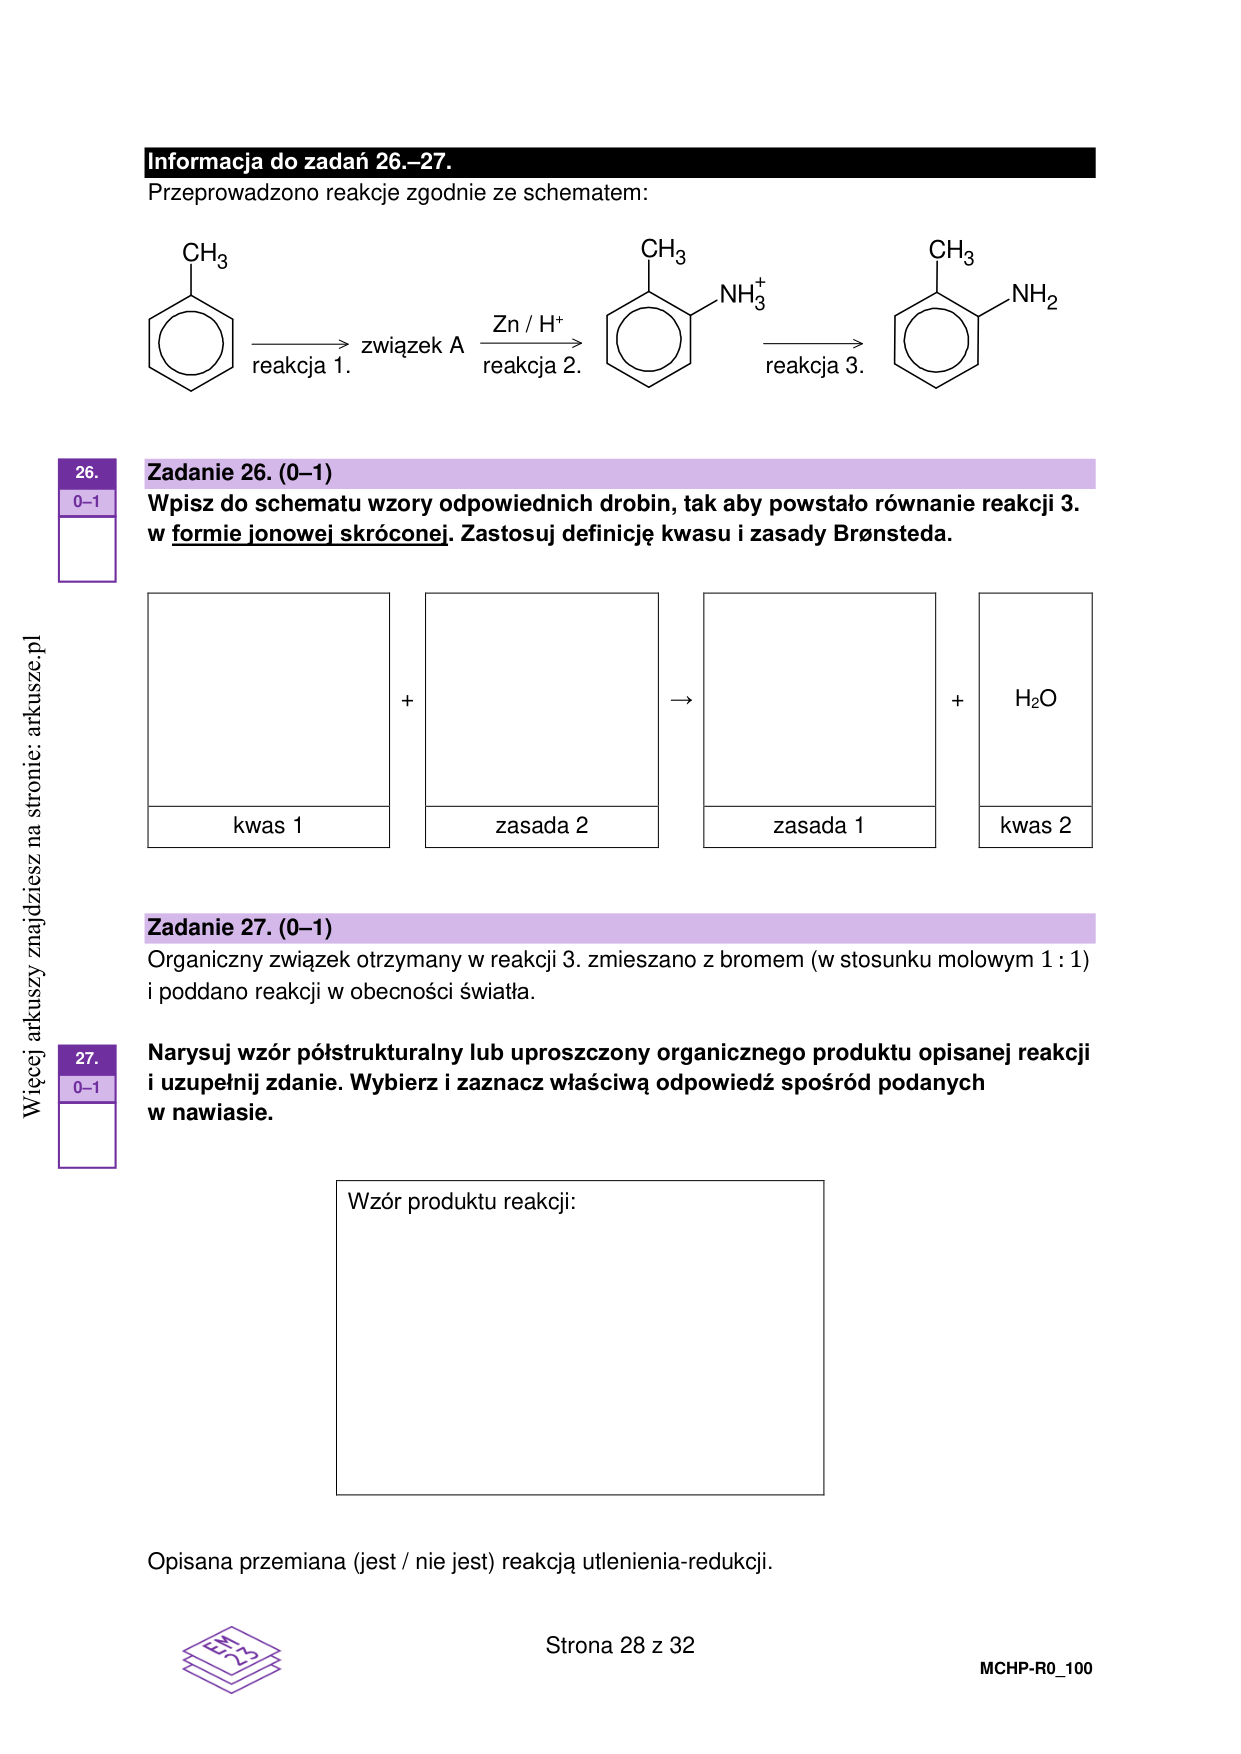 Informacja do zadań 26.–27.
Przeprowadzono reakcje zgodnie ze schematem:
CH3
reakcja 1.
związek A
Zn / H+
reakcja 2.
CH3
NH3+
reakcja 3.
CH3
NH2
26.
0–1
Zadanie 26. (0–1)
Wpisz do schematu wzory odpowiednich drobin, tak aby powstało równanie reakcji 3.
w formie jonowej skróconej. Zastosuj definicję kwasu i zasady Brønsteda.
+ → + H2O
kwas 1 zasada 2 zasada 1 kwas 2
Więcej arkuszy znajdziesz na stronie: arkusze.pl
Zadanie 27. (0–1)
Organiczny związek otrzymany w reakcji 3. zmieszano z bromem (w stosunku molowym 1 : 1)
i poddano reakcji w obecności światła.
27.
0–1
Narysuj wzór półstrukturalny lub uproszczony organicznego produktu opisanej reakcji
i uzupełnij zdanie. Wybierz i zaznacz właściwą odpowiedź spośród podanych
w nawiasie.
Wzór produktu reakcji:
Opisana przemiana (jest / nie jest) reakcją utlenienia-redukcji.
EM
23
Strona 28 z 32
MCHP-R0_100